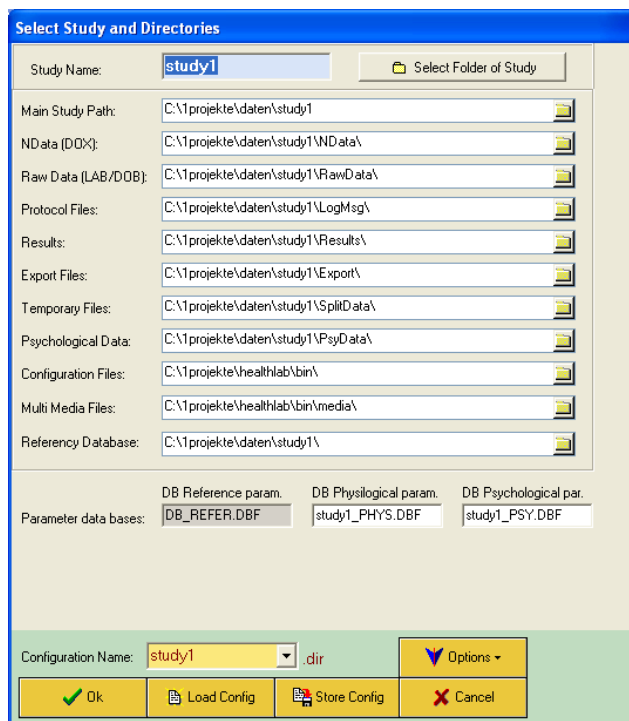 Select Study and Directories
Study Name: study1 Select Folder of Study
Main Study Path: C:\1projekte\daten\study1
NData (DOX): C:\1projekte\daten\study1\NData\
Raw Data (LAB/DOB): C:\1projekte\daten\study1\RawData\
Protocol Files: C:\1projekte\daten\study1\LogMsg\
Results: C:\1projekte\daten\study1\Results\
Export Files: C:\1projekte\daten\study1\Export\
Temporary Files: C:\1projekte\daten\study1\SplitData\
Psychological Data: C:\1projekte\daten\study1\PsyData\
Configuration Files: C:\1projekte\healthlab\bin\
Multi Media Files: C:\1projekte\healthlab\bin\media\
Referency Database: C:\1projekte\daten\study1\
DB Reference param. DB Physilogical param. DB Psychological par.
Parameter data bases: DB_REFER.DBF study1_PHYS.DBF study1_PSY.DBF
Configuration Name: study1 .dir Options
Ok Load Config Store Config Cancel